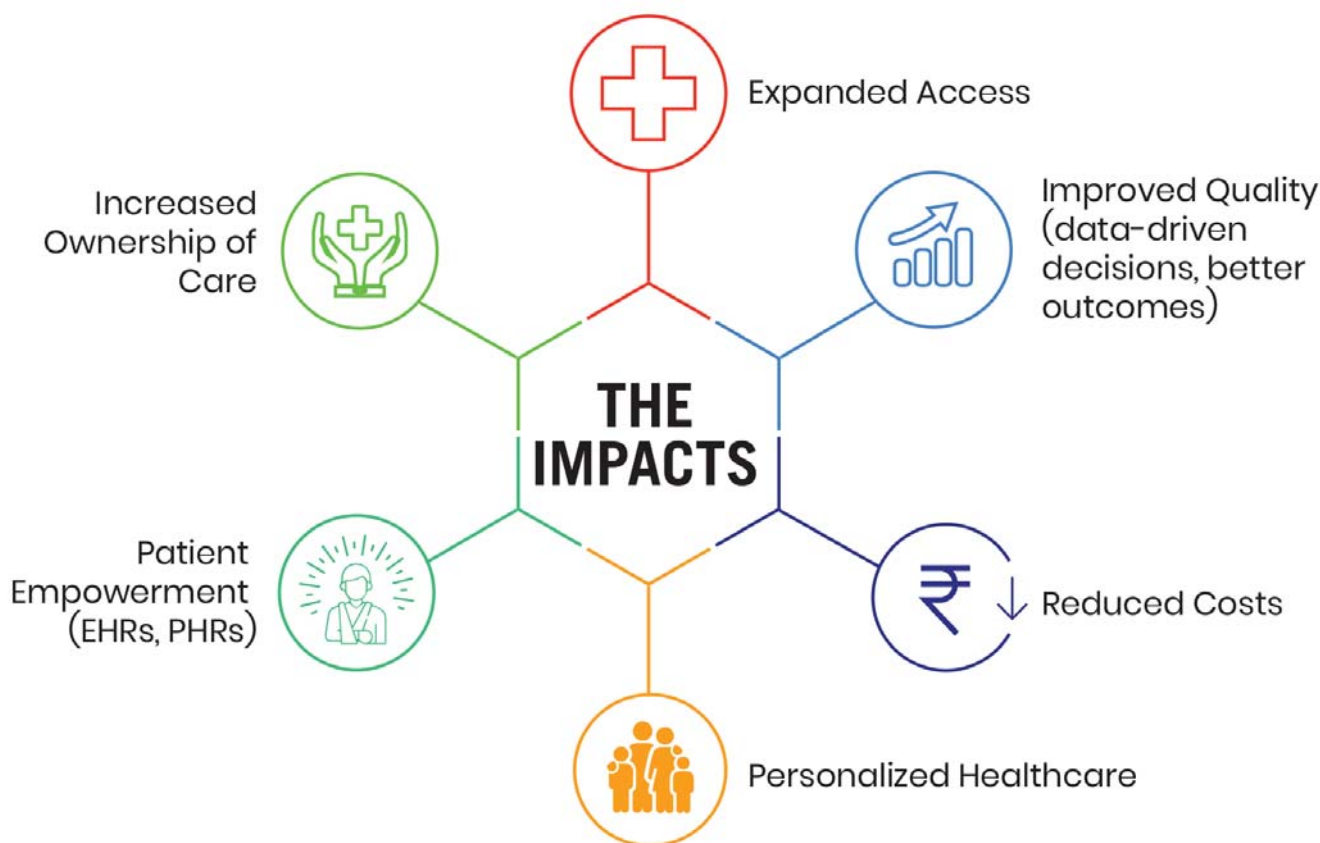 Expanded Access
Increased
Ownership of
Care
Improved Quality
(data-driven
decisions, better
outcomes)
THE
IMPACTS
Patient
Empowerment
(EHRs, PHRs)
₹
Reduced Costs
Personalized Healthcare